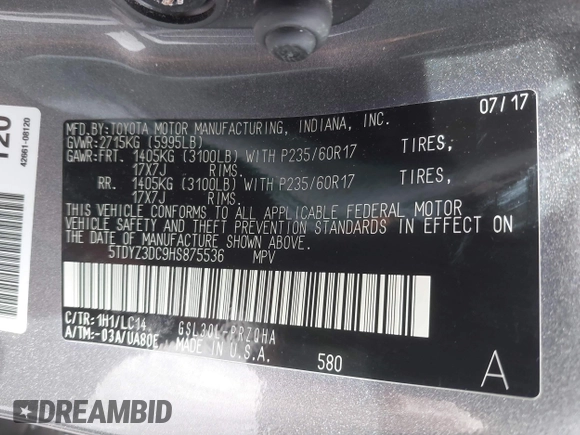 07/17
MFD.BY:TOYOTA MOTOR MANUFACTURING, INDIANA, INC.
GVWR:2715KG (5995LB)
GAWR:FRT. 1405KG (3100LB) WITH P235/60R17 TIRES,
17X7J RIMS.
RR. 1405KG (3100LB) WITH P235/60R17 TIRES,
17X7J RIMS.
THIS VEHICLE CONFORMS TO ALL APPLICABLE FEDERAL MOTOR
VEHICLE SAFETY AND THEFT PREVENTION STANDARDS IN EFFECT ON
THE DATE OF MANUFACTURE SHOWN ABOVE.
5TDYZ3DC9HS875536 MPV
C/TR:1H1/LC14 GSL30L-PRZQHA
A/TM:-03A/UA80E MADE IN U.S.A.
580
A
42661-08120
120
DREAMBID